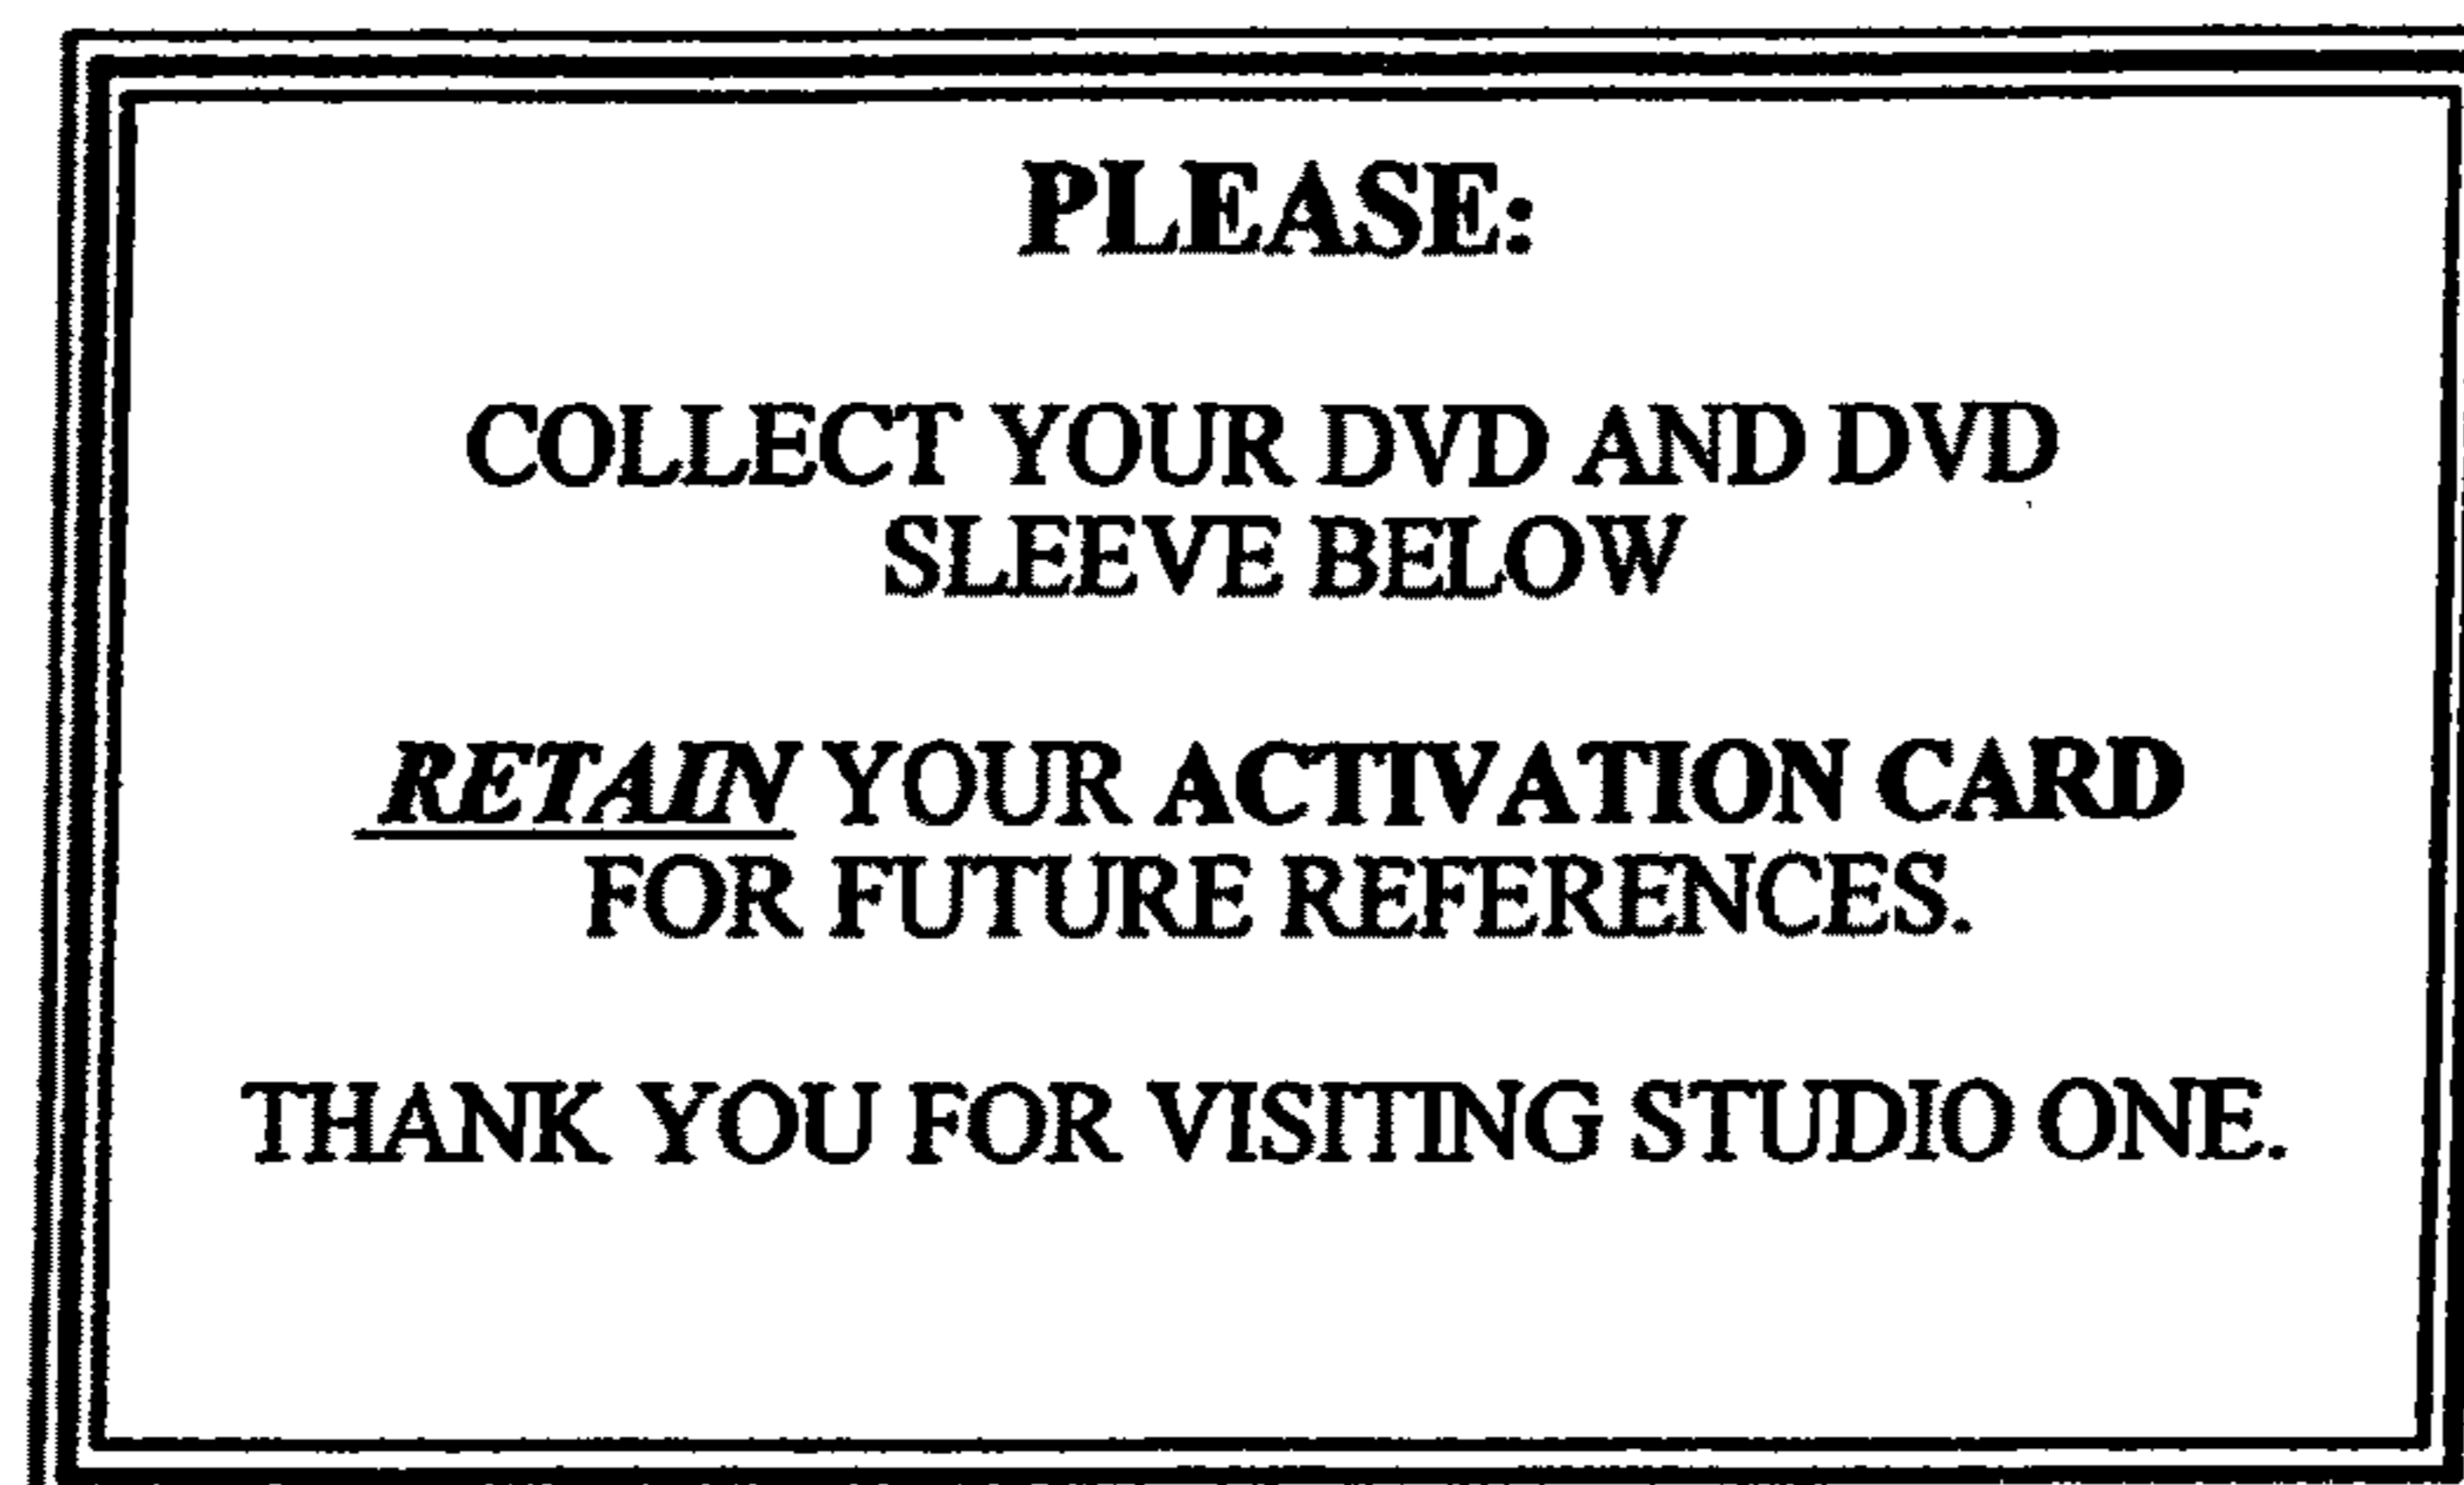 PLEASE:
COLLECT YOUR DVD AND DVD
SLEEVE BELOW
RETAIN YOUR ACTIVATION CARD
FOR FUTURE REFERENCES.
THANK YOU FOR VISITING STUDIO ONE.